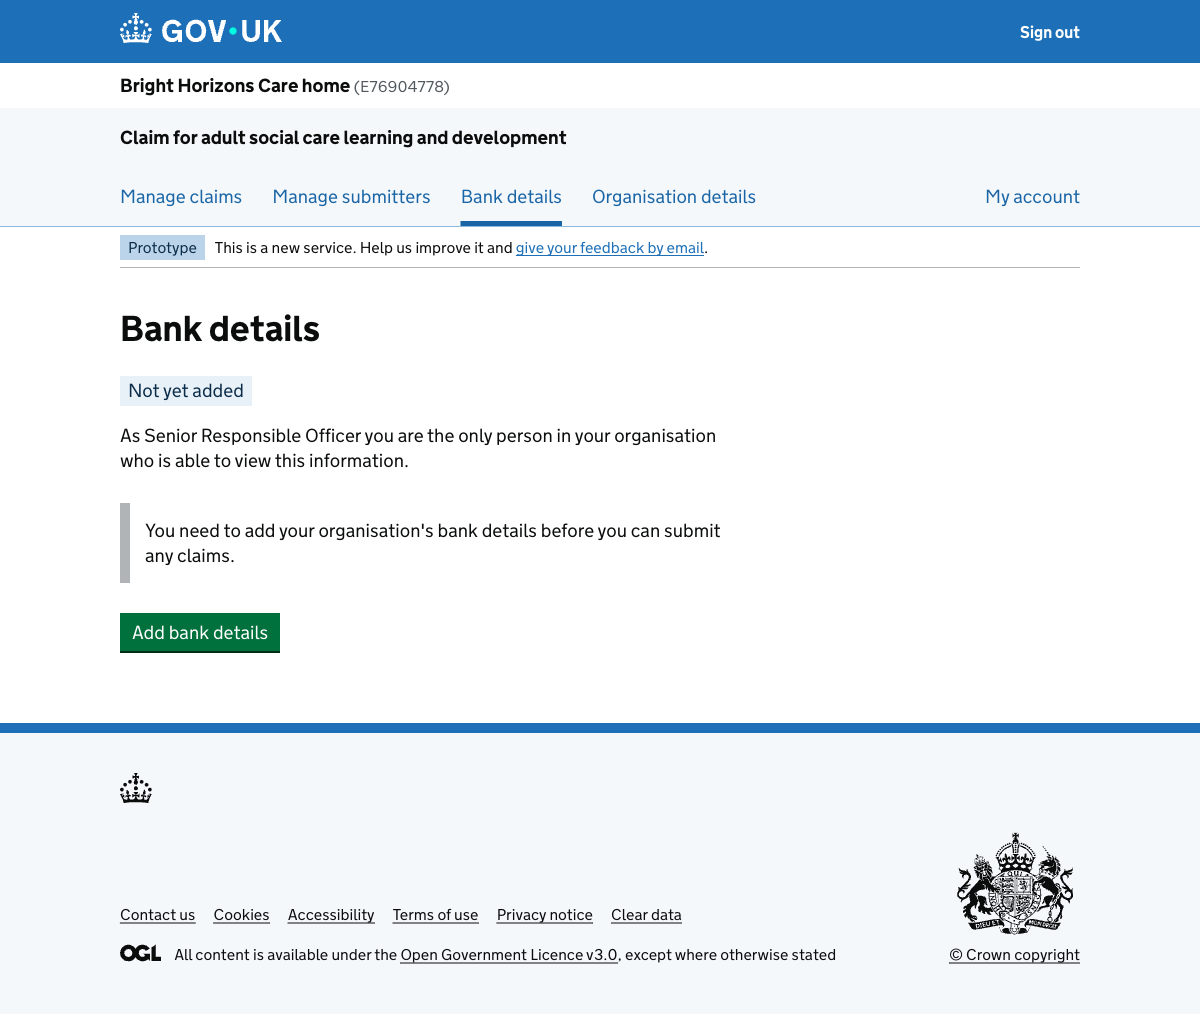 GOV·UK
Sign out
Bright Horizons Care home (E76904778)
Claim for adult social care learning and development
Manage claims
Manage submitters
Bank details
Organisation details
My account
Prototype
This is a new service. Help us improve it and give your feedback by email.
Bank details
Not yet added
As Senior Responsible Officer you are the only person in your organisation
who is able to view this information.
You need to add your organisation's bank details before you can submit
any claims.
Add bank details
Contact us
Cookies
Accessibility
Terms of use
Privacy notice
Clear data
OGL
All content is available under the Open Government Licence v3.0, except where otherwise stated
© Crown copyright